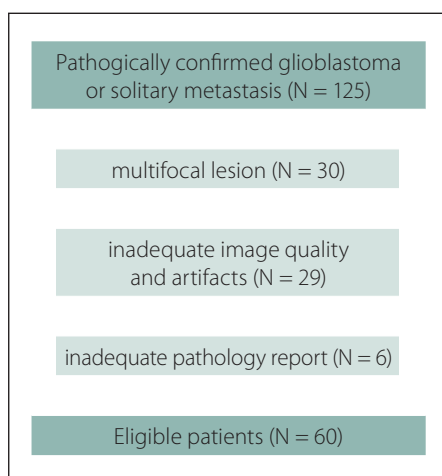 Pathogically confirmed glioblastoma
or solitary metastasis (N = 125)
multifocal lesion (N = 30)
inadequate image quality
and artifacts (N = 29)
inadequate pathology report (N = 6)
Eligible patients (N = 60)